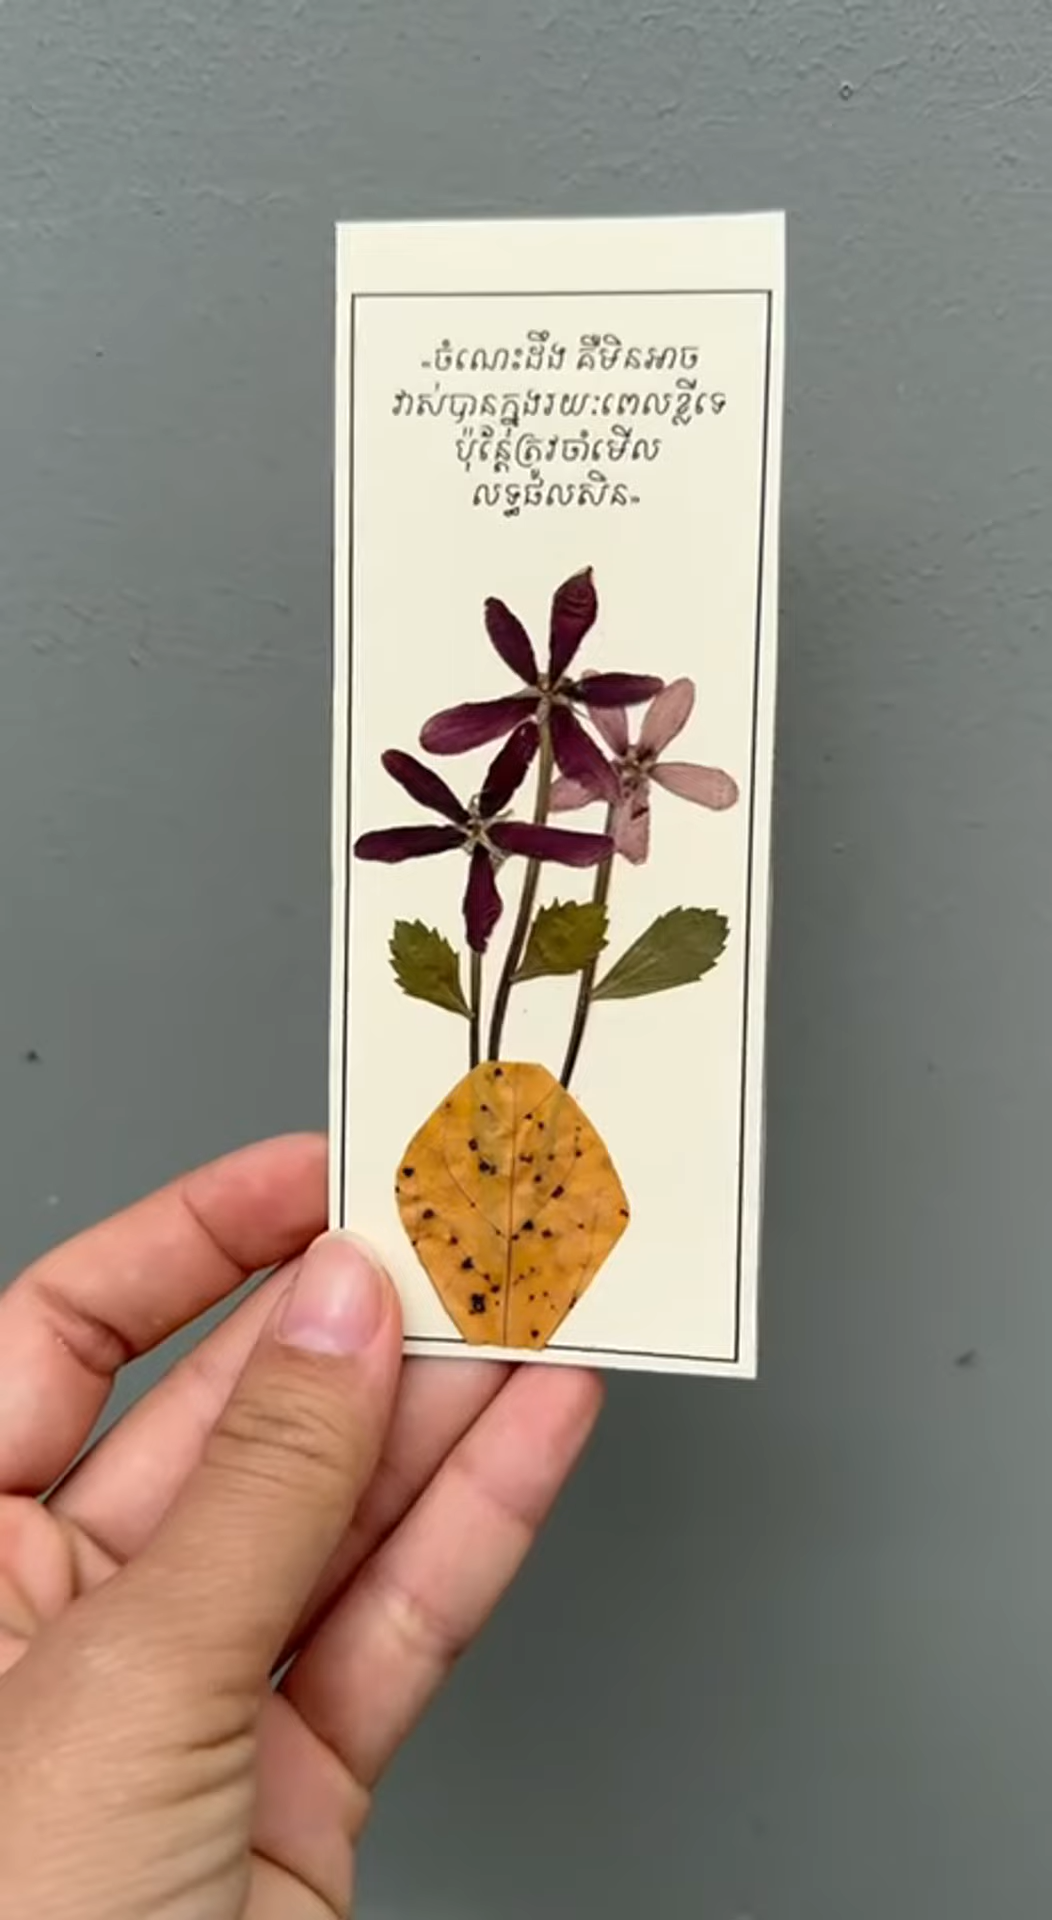 «ចំណេះដឹង គឺមិនអាច
វាស់បានក្នុងរយៈពេលខ្លីទេ
ប៉ុន្តែត្រូវចាំមើល
លទ្ធផលសិន»